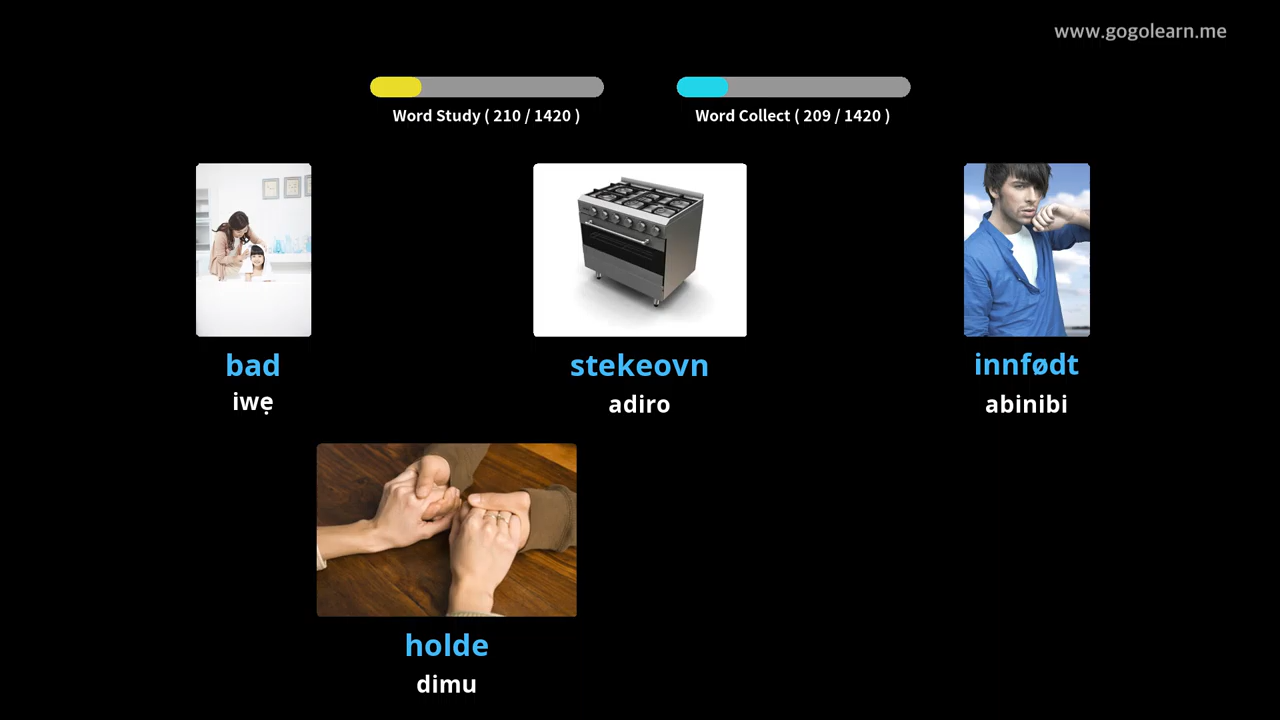 www.gogolearn.me
Word Study ( 210 / 1420 )
Word Collect ( 209 / 1420 )
bad
iwẹ
stekeovn
adiro
innfødt
abinibi
holde
dimu